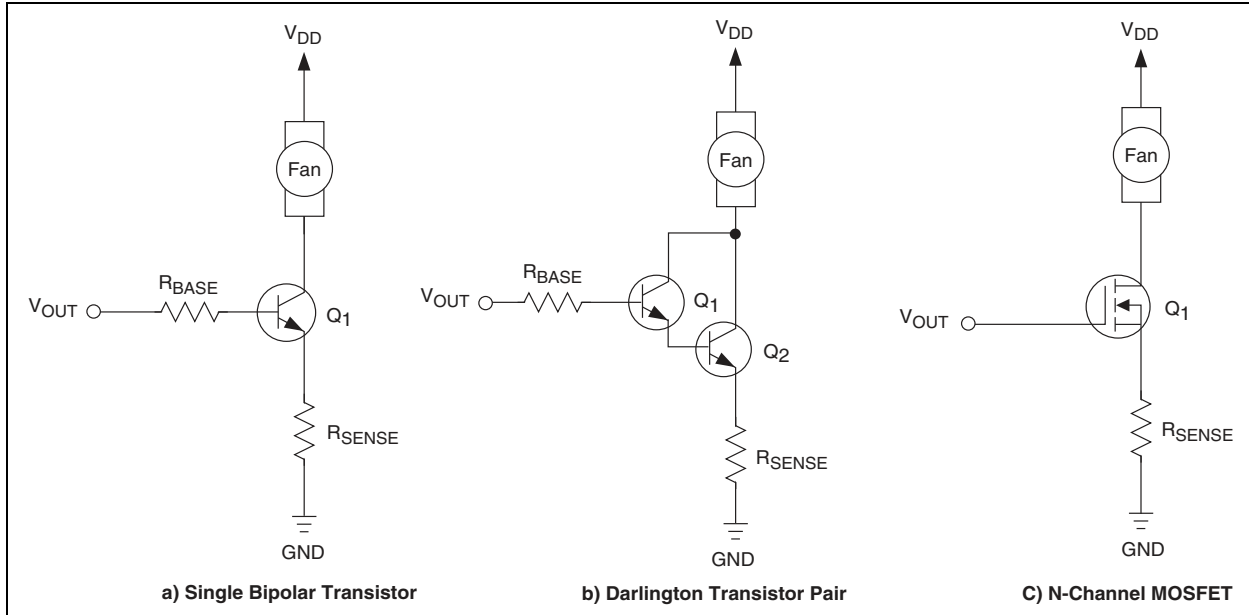 VDD
Fan
RBASE
VOUT
Q1
RSENSE
GND
a) Single Bipolar Transistor
VDD
Fan
RBASE
VOUT
Q1
Q2
RSENSE
GND
b) Darlington Transistor Pair
VDD
Fan
VOUT
Q1
RSENSE
GND
C) N-Channel MOSFET